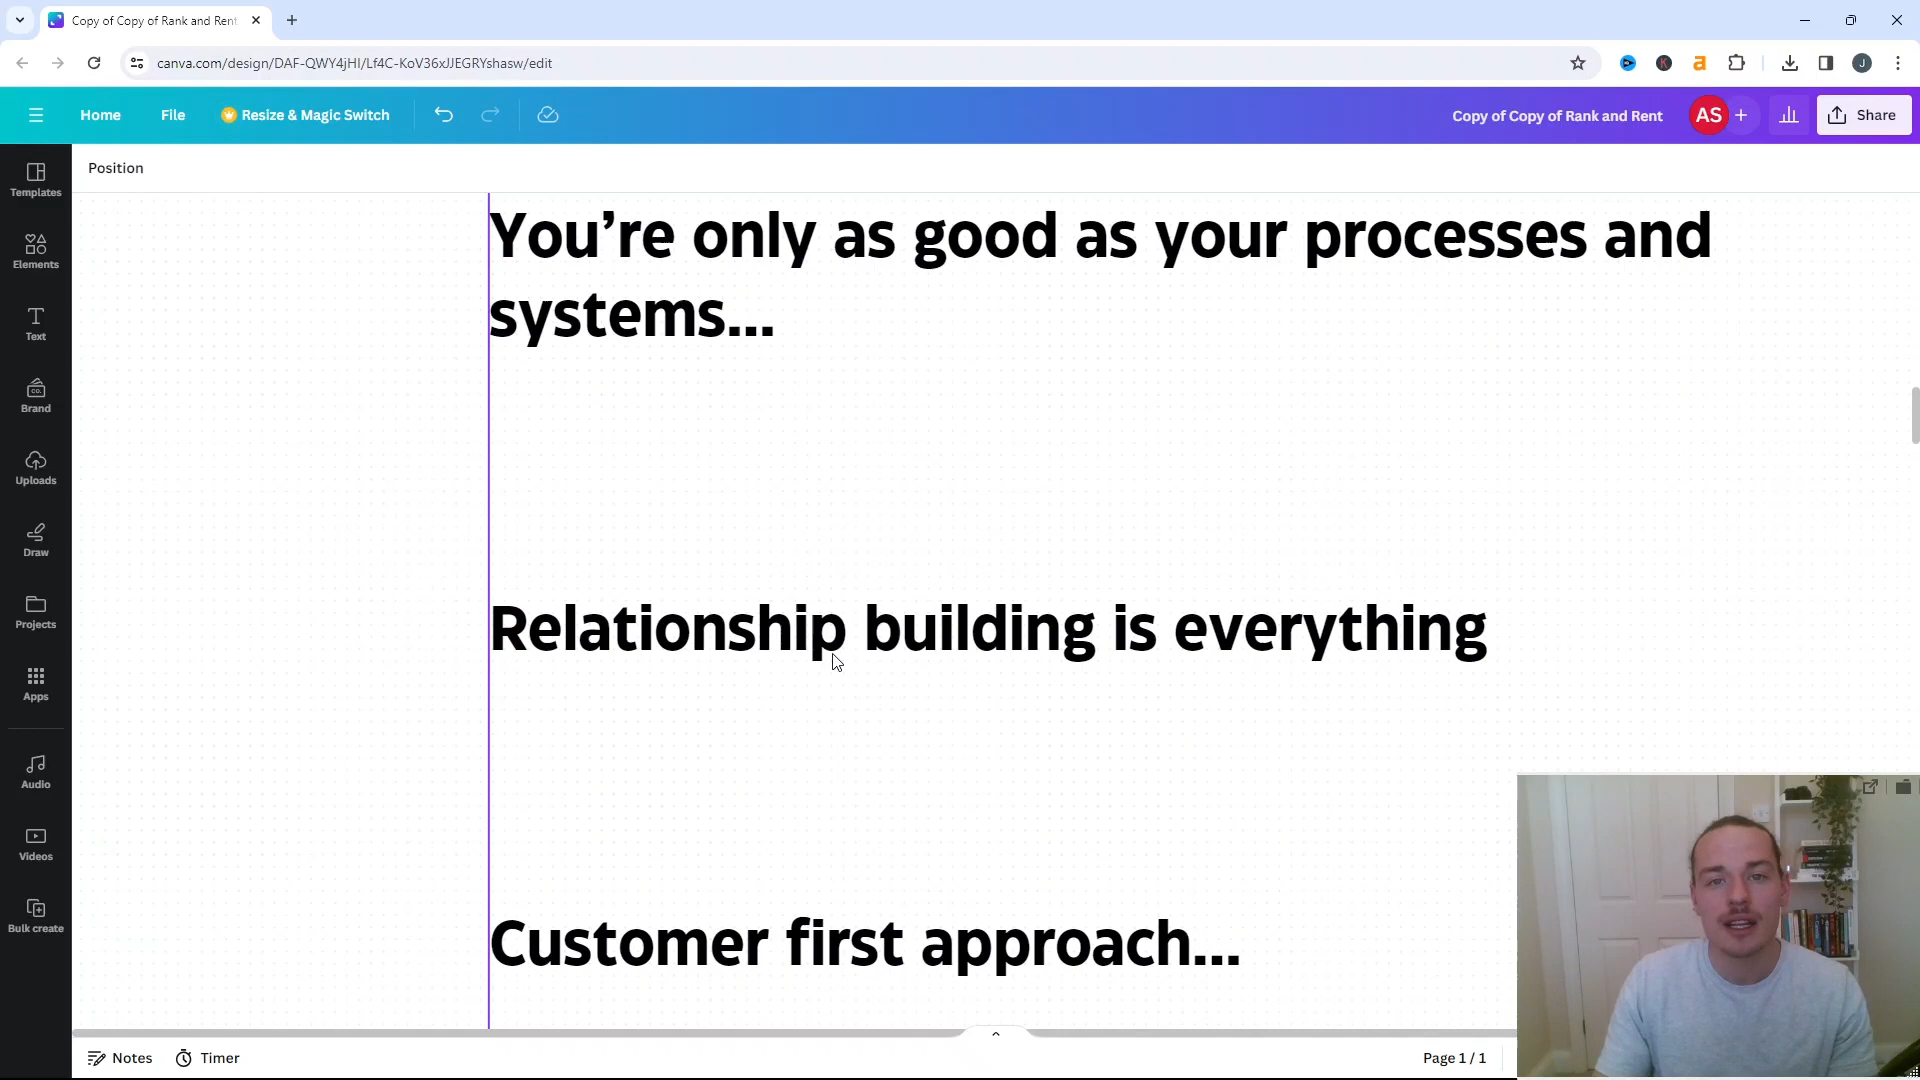 Copy of Copy of Rank and Rent
canva.com/design/DAF-QWY4jHI/Lf4C-KoV36xJJEGRYshasw/edit
J
Home
File
Resize & Magic Switch
Copy of Copy of Rank and Rent
AS
Share
Position
Templates
Elements
Text
Brand
Uploads
Draw
Projects
Apps
Audio
Videos
Bulk create
You’re only as good as your processes and
systems...
Relationship building is everything
Customer first approach...
Notes
Timer
Page 1 / 1